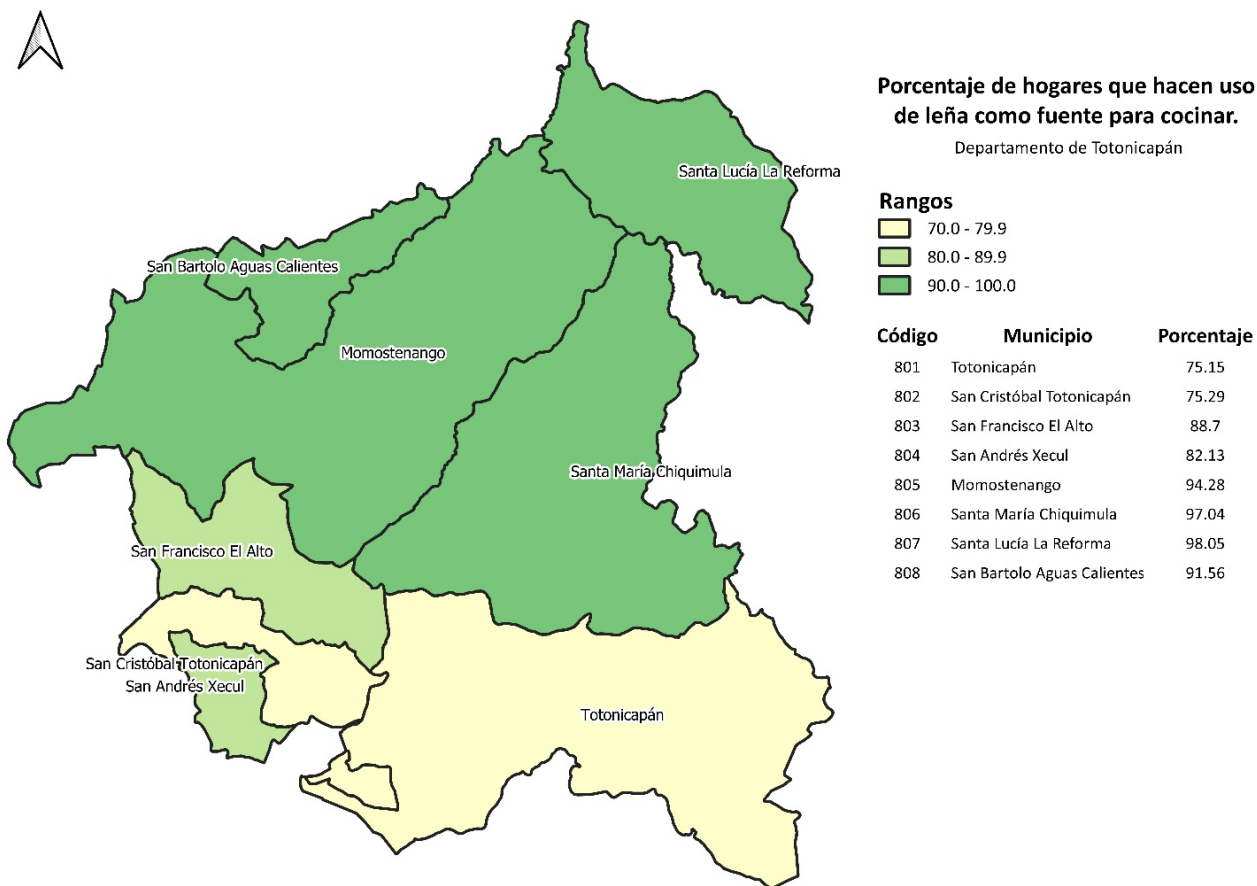 Porcentaje de hogares que hacen uso
de leña como fuente para cocinar.
Departamento de Totonicapán
Rangos
70.0 - 79.9
80.0 - 89.9
90.0 - 100.0
Código Municipio Porcentaje
801 Totonicapán 75.15
802 San Cristóbal Totonicapán 75.29
803 San Francisco El Alto 88.7
804 San Andrés Xecul 82.13
805 Momostenango 94.28
806 Santa María Chiquimula 97.04
807 Santa Lucía La Reforma 98.05
808 San Bartolo Aguas Calientes 91.56
Santa Lucía La Reforma
San Bartolo Aguas Calientes
Momostenango
Santa María Chiquimula
San Francisco El Alto
San Cristóbal Totonicapán
San Andrés Xecul
Totonicapán